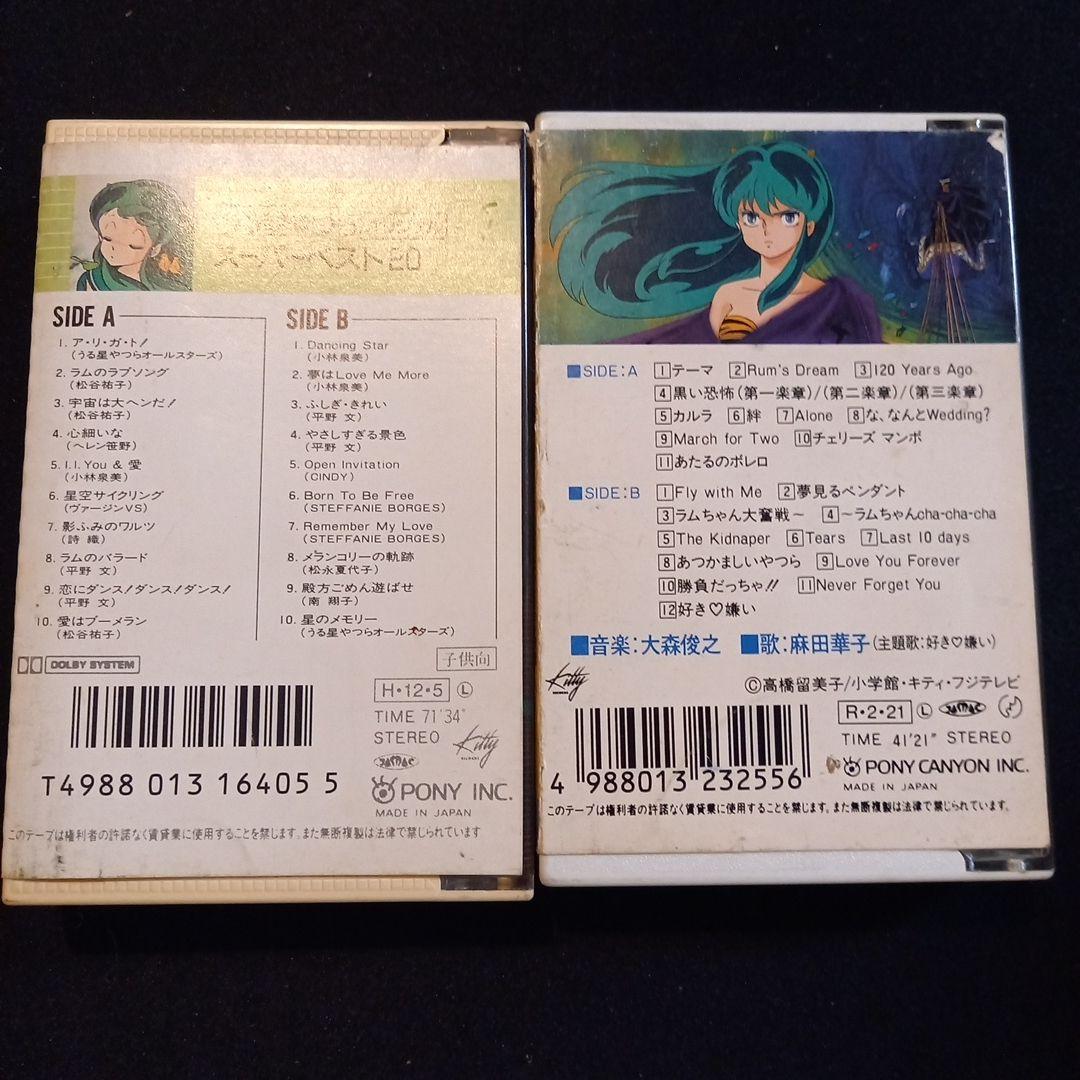 スーパーベスト20
SIDE A
1. ア・リ・ガ・ト!
(うる星やつらオールスターズ)
2. ラムのラブソング
(松谷祐子)
3. 宇宙は大ヘンだ!
(松谷祐子)
4. 心細いな
(ヘレン笹野)
5. I.I. You & 愛
(小林泉美)
6. 星空サイクリング
(ヴァージンVS)
7. 影ふみのワルツ
(詩 織)
8. ラムのバラード
(平野 文)
9. 恋にダンス!ダンス!ダンス!
(平野 文)
10. 愛はブーメラン
(松谷祐子)
SIDE B
1. Dancing Star
(小林泉美)
2. 夢はLove Me More
(小林泉美)
3. ふしぎ・きれい
(平野 文)
4. やさしすぎる景色
(平野 文)
5. Open Invitation
(CINDY)
6. Born To Be Free
(STEFFANIE BORGES)
7. Remember My Love
(STEFFANIE BORGES)
8. メランコリーの軌跡
(松永夏代子)
9. 殿方ごめん遊ばせ
(南 翔子)
10. 星のメモリー
(うる星やつらオールスターズ)
DOLBY SYSTEM
子供向
H・12・5 Ⓛ
TIME 71'34"
STEREO
Kitty
T4988 013 16405 5
PONY INC.
MADE IN JAPAN
このテープは権利者の許諾なく賃貸業に使用することを禁じます。また無断複製は法律で禁じられています
SIDE:A 1テーマ 2Rum's Dream 3120 Years Ago
4黒い恐怖(第一楽章)/(第二楽章)/(第三楽章)
5カルラ 6絆 7Alone 8な、なんとWedding?
9March for Two 10チェリーズ マンボ
11あたるのボレロ
SIDE:B 1Fly with Me 2夢見るペンダント
3ラムちゃん大奮戦〜 4〜ラムちゃんcha-cha-cha
5The Kidnaper 6Tears 7Last 10 days
8あつかましいやつら 9Love You Forever
10勝負だっちゃ!! 11Never Forget You
12好き♡嫌い
音楽:大森俊之 歌:麻田華子(主題歌:好き♡嫌い)
Kitty
©高橋留美子/小学館・キティ・フジテレビ
R・2・21 Ⓛ
TIME 41'21" STEREO
4 988013 232556
PONY CANYON INC.
MADE IN JAPAN
このテープは権利者の許諾なく賃貸業に使用することを禁じます。また無断複製は法律で禁じられています。